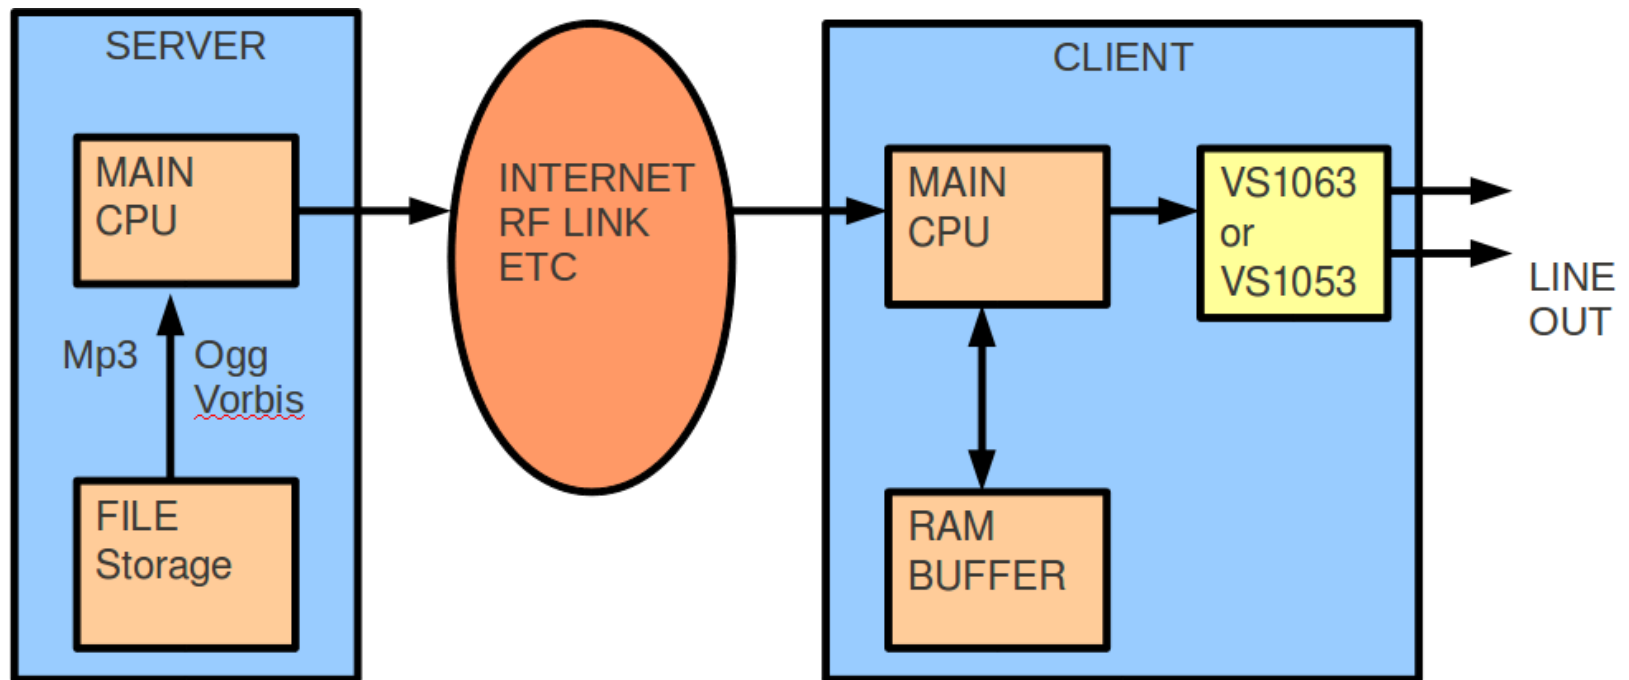 SERVER
MAIN
CPU
Mp3
Ogg
Vorbis
FILE
Storage
INTERNET
RF LINK
ETC
CLIENT
MAIN
CPU
RAM
BUFFER
VS1063
or
VS1053
LINE
OUT